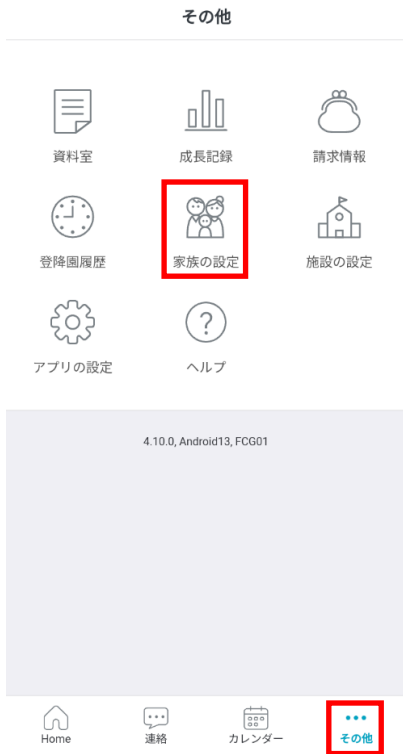 その他
資料室
成長記録
請求情報
登降園履歴
家族の設定
施設の設定
アプリの設定
?
ヘルプ
4.10.0, Android13, FCG01
Home
連絡
カレンダー
その他